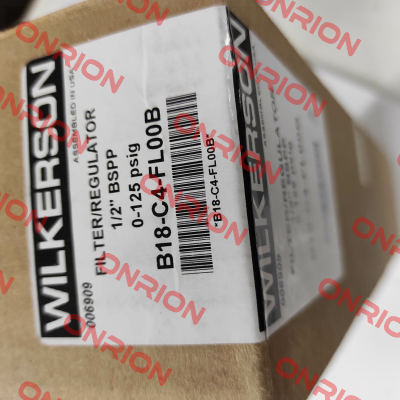 WILKERSON
ASSEMBLED IN USA
006909
FILTER/REGULATOR
1/2" BSPP
0-125 psig
B18-C4-FL00B
*B18-C4-FL00B*
ONRION